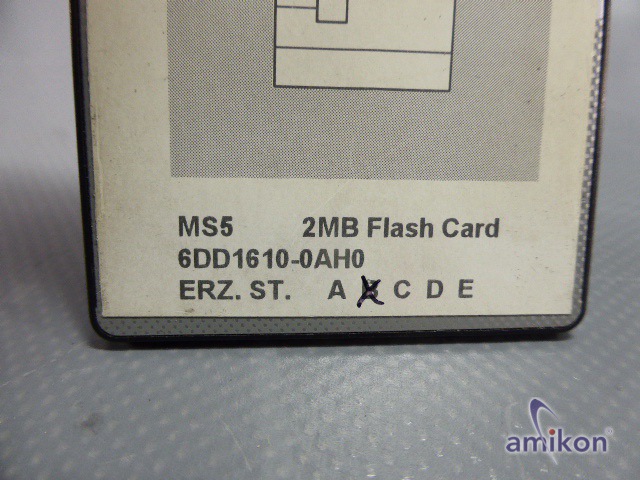 MS5 2MB Flash Card
6DD1610-0AH0
ERZ. ST. A B C D E
amikon